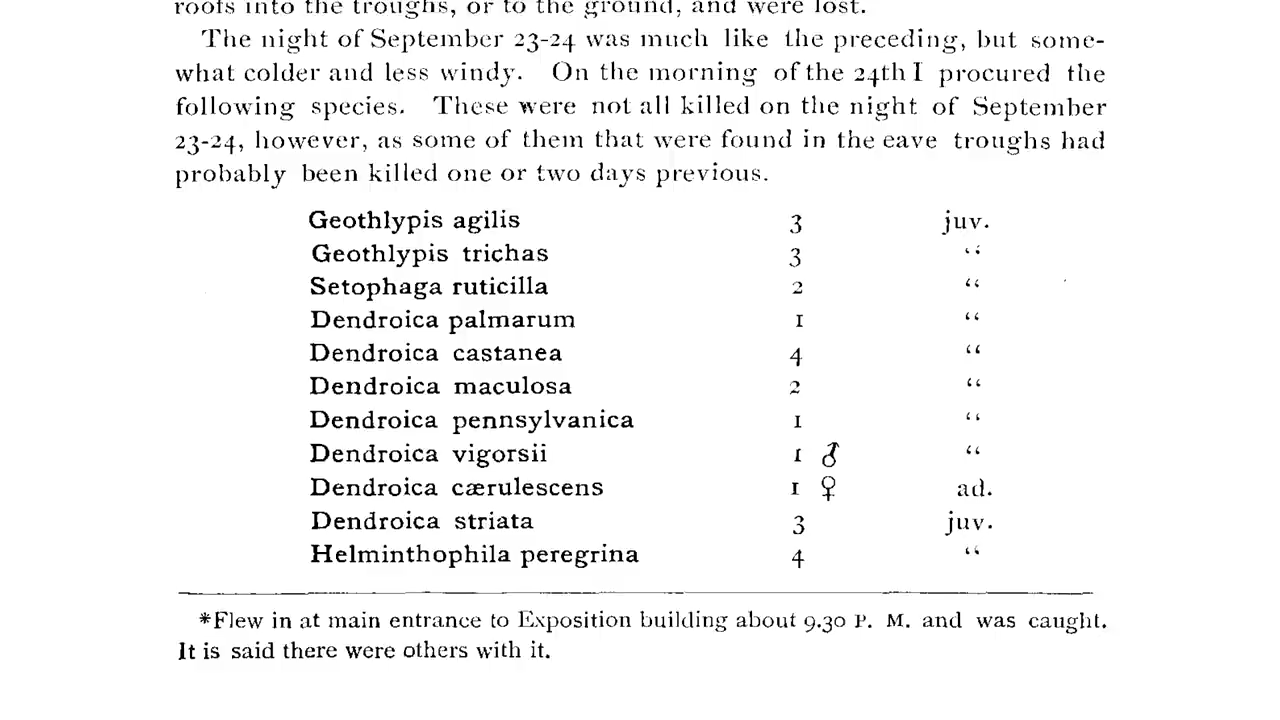 roofs into the troughs, or to the ground, and were lost.
The night of September 23-24 was much like the preceding, but some-
what colder and less windy. On the morning of the 24th I procured the
following species. These were not all killed on the night of September
23-24, however, as some of them that were found in the eave troughs had
probably been killed one or two days previous.
Geothlypis agilis 3 juv.
Geothlypis trichas 3 “
Setophaga ruticilla 2 “
Dendroica palmarum 1 “
Dendroica castanea 4 “
Dendroica maculosa 2 “
Dendroica pennsylvanica 1 “
Dendroica vigorsii 1 ♂ “
Dendroica cærulescens 1 ♀ ad.
Dendroica striata 3 juv.
Helminthophila peregrina 4 “
*Flew in at main entrance to Exposition building about 9.30 P. M. and was caught.
It is said there were others with it.